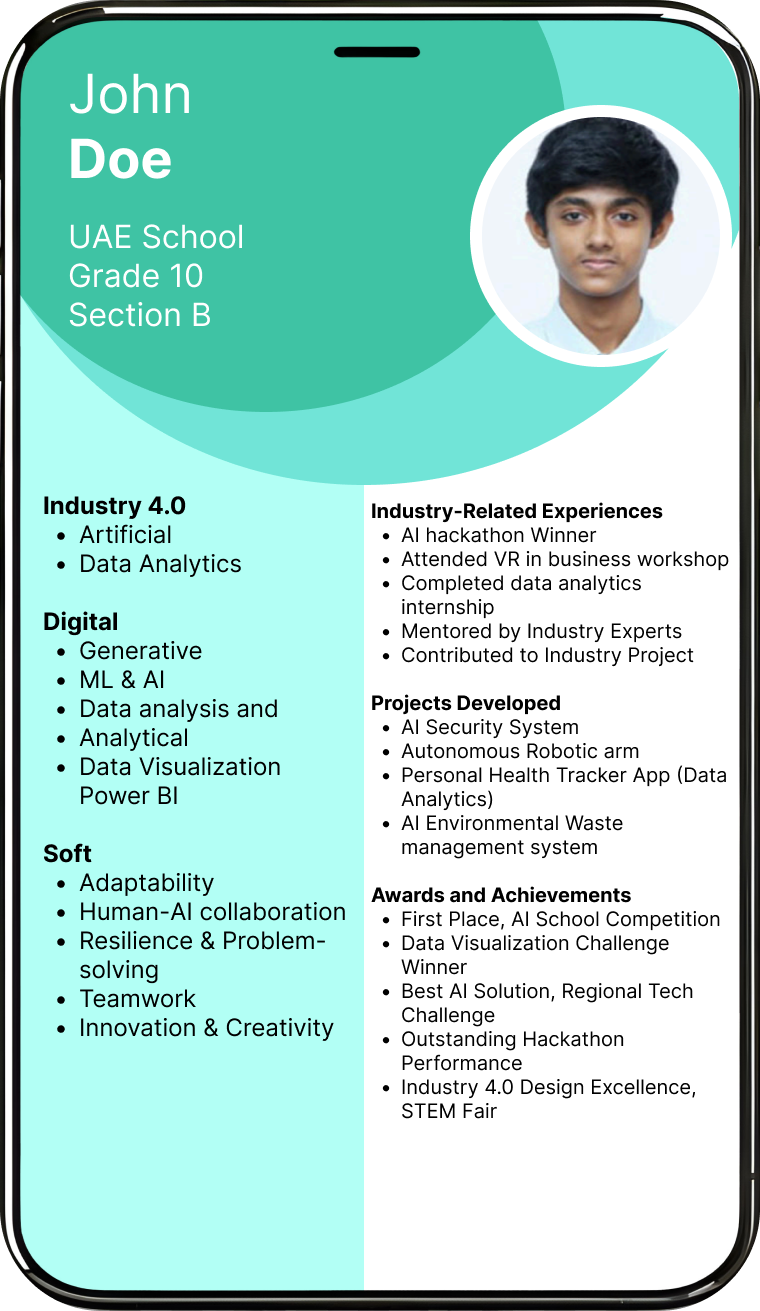 John
Doe
UAE School
Grade 10
Section B
Industry 4.0
• Artificial
• Data Analytics
Digital
• Generative
• ML & AI
• Data analysis and
• Analytical
• Data Visualization
Power BI
Soft
• Adaptability
• Human-AI collaboration
• Resilience & Problem-
solving
• Teamwork
• Innovation & Creativity
Industry-Related Experiences
• AI hackathon Winner
• Attended VR in business workshop
• Completed data analytics
internship
• Mentored by Industry Experts
• Contributed to Industry Project
Projects Developed
• AI Security System
• Autonomous Robotic arm
• Personal Health Tracker App (Data
Analytics)
• AI Environmental Waste
management system
Awards and Achievements
• First Place, AI School Competition
• Data Visualization Challenge
Winner
• Best AI Solution, Regional Tech
Challenge
• Outstanding Hackathon
Performance
• Industry 4.0 Design Excellence,
STEM Fair